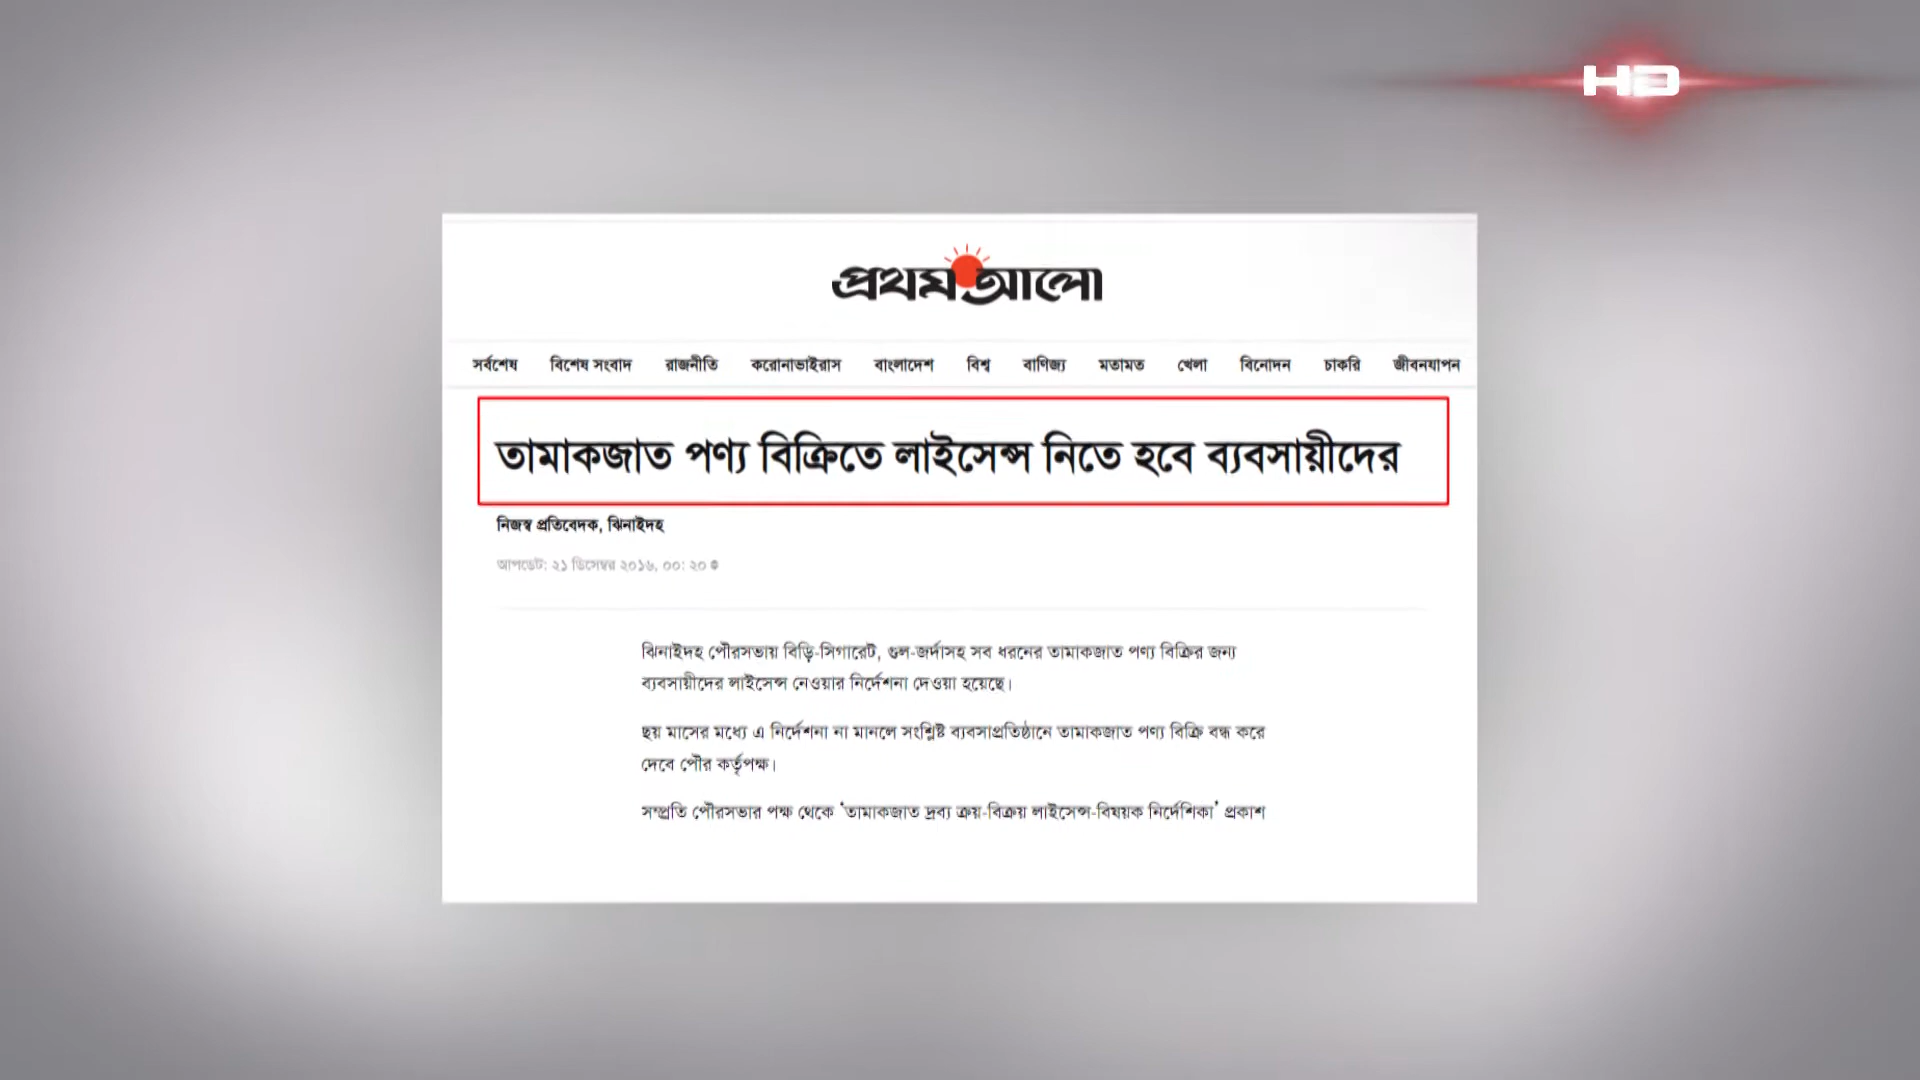 HD
প্রথম আলো
সর্বশেষ বিশেষ সংবাদ রাজনীতি করোনাভাইরাস বাংলাদেশ বিশ্ব বাণিজ্য মতামত খেলা বিনোদন চাকরি জীবনযাপন
তামাকজাত পণ্য বিক্রিতে লাইসেন্স নিতে হবে ব্যবসায়ীদের
নিজস্ব প্রতিবেদক, ঝিনাইদহ
আপডেট: ২১ ডিসেম্বর ২০১৬, ০০: ২০
ঝিনাইদহ পৌরসভায় বিড়ি-সিগারেট, গুল-জর্দাসহ সব ধরনের তামাকজাত পণ্য বিক্রির জন্য
ব্যবসায়ীদের লাইসেন্স নেওয়ার নির্দেশনা দেওয়া হয়েছে।
ছয় মাসের মধ্যে এ নির্দেশনা না মানলে সংশ্লিষ্ট ব্যবসাপ্রতিষ্ঠানে তামাকজাত পণ্য বিক্রি বন্ধ করে
দেবে পৌর কর্তৃপক্ষ।
সম্প্রতি পৌরসভার পক্ষ থেকে ‘তামাকজাত দ্রব্য ক্রয়-বিক্রয় লাইসেন্স-বিষয়ক নির্দেশিকা’ প্রকাশ